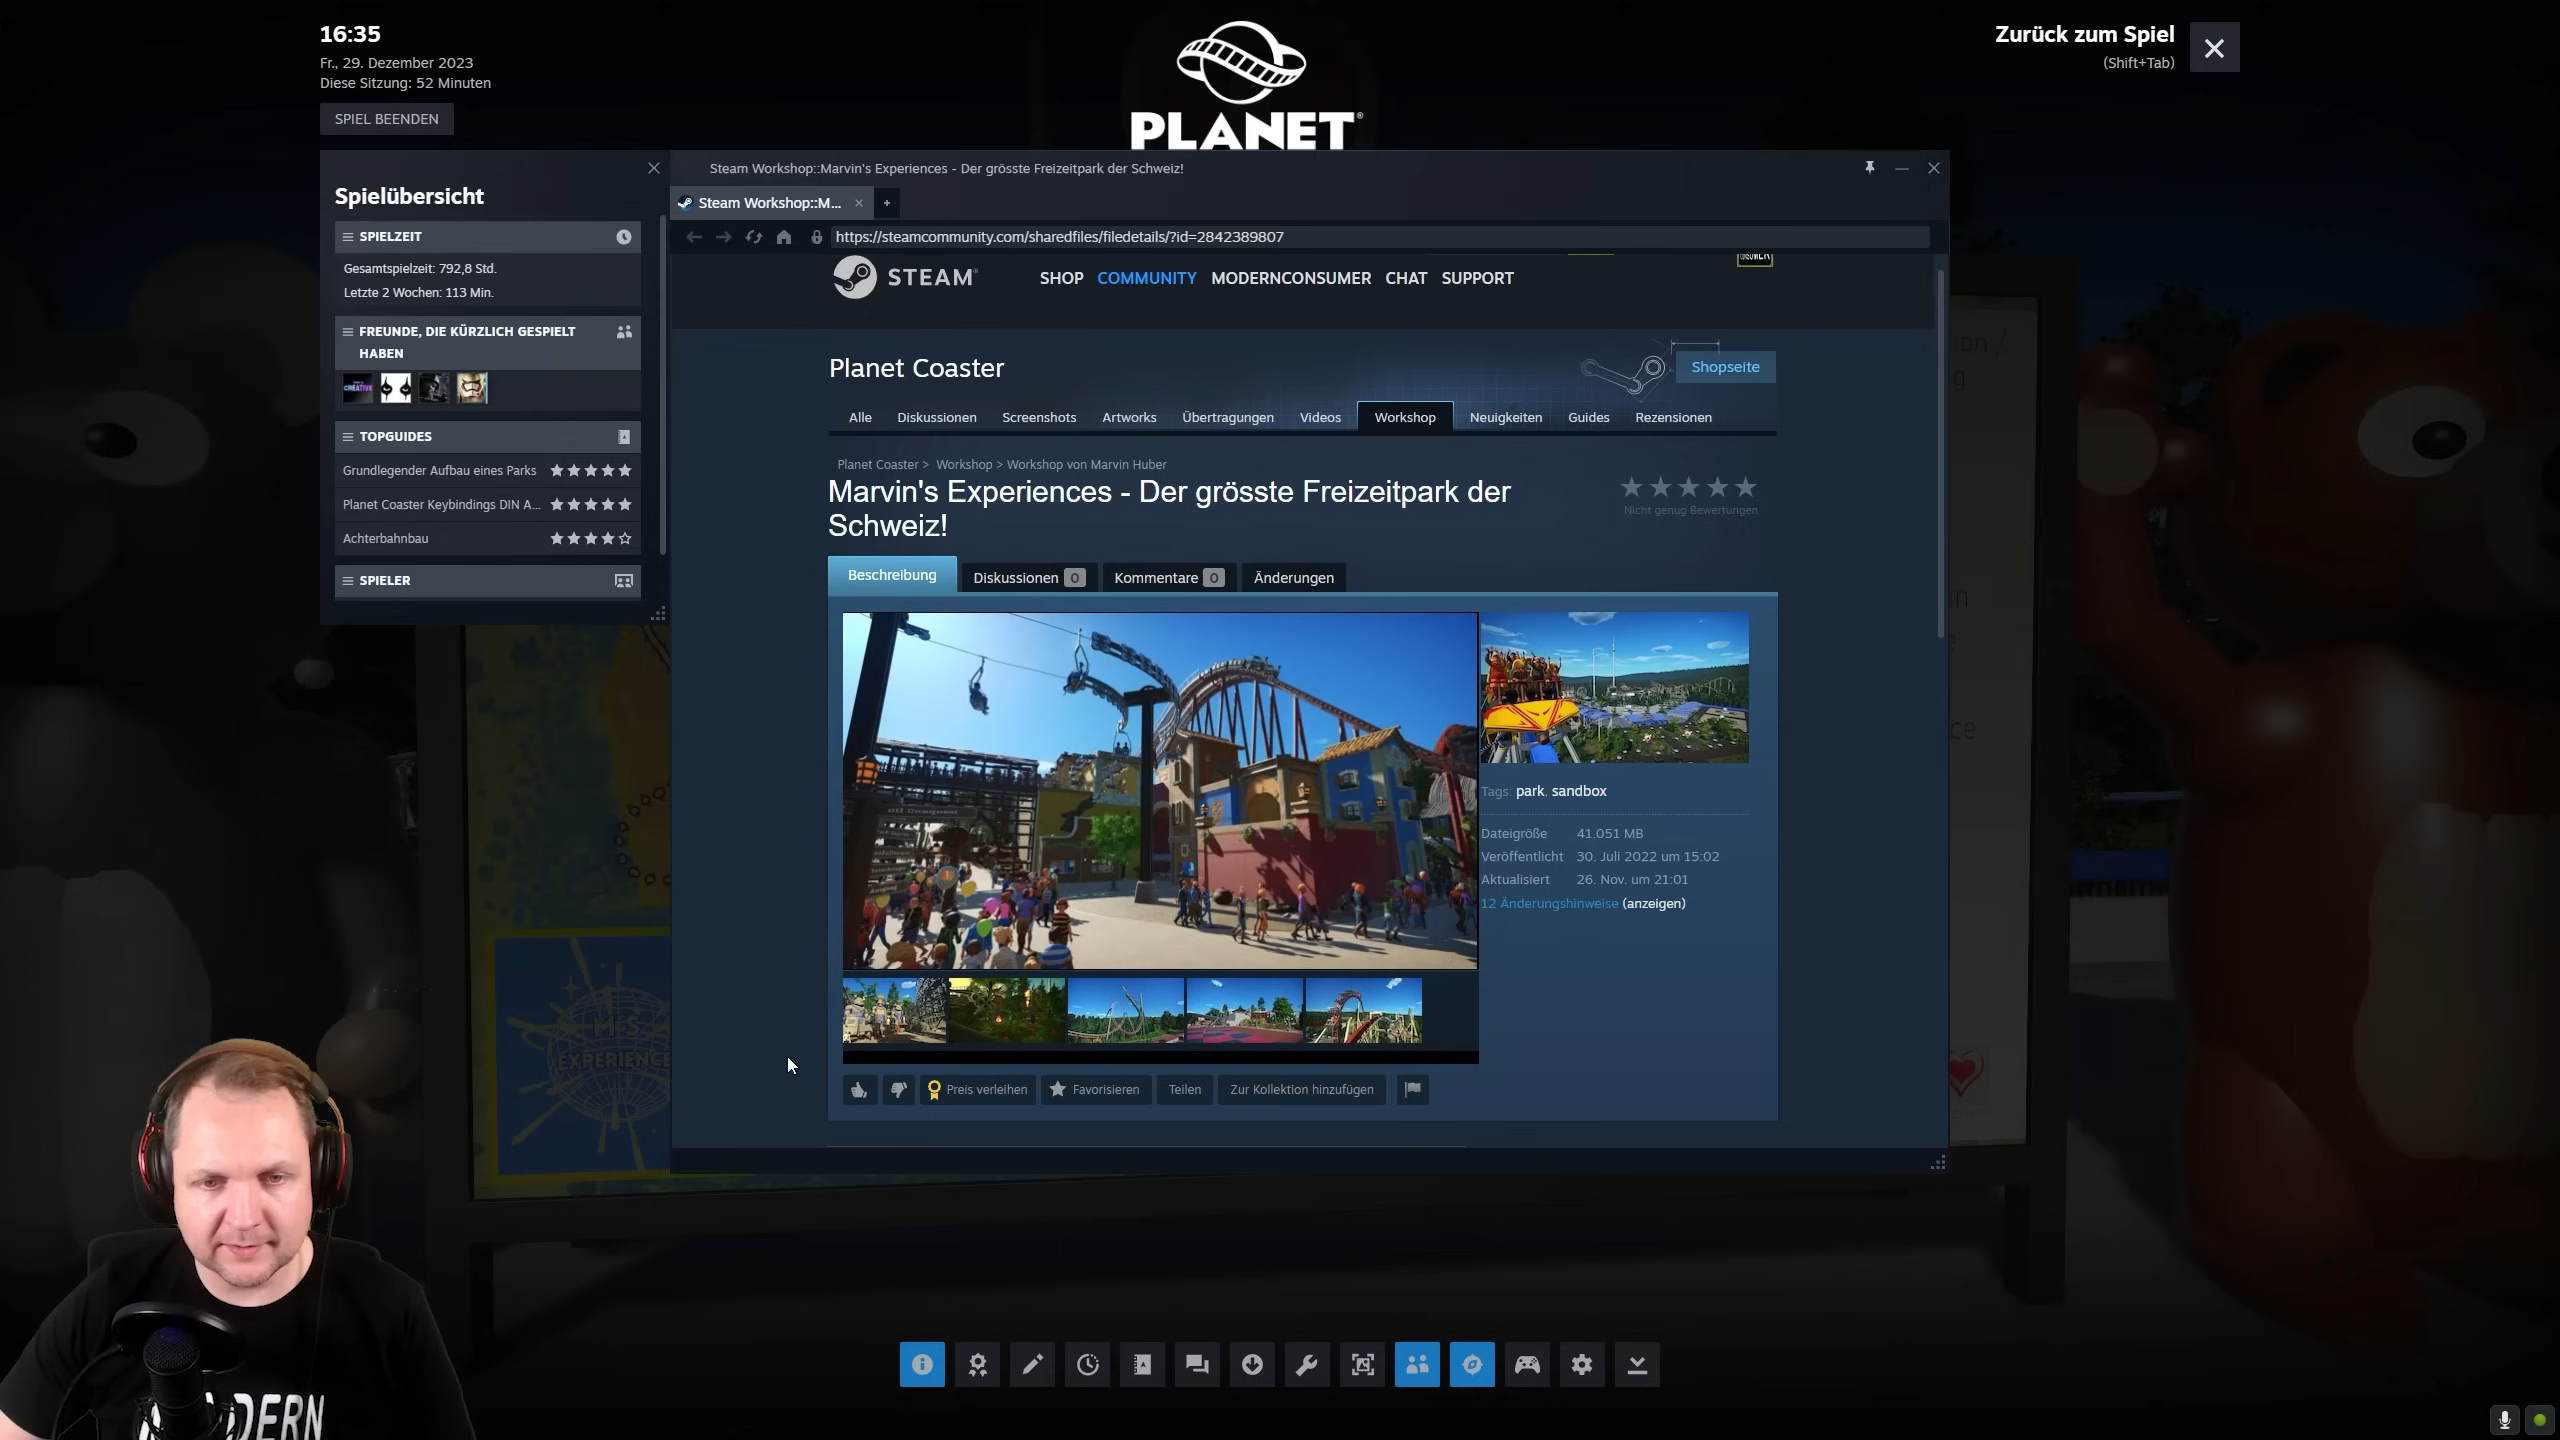 16:35
Fr., 29. Dezember 2023
Diese Sitzung: 52 Minuten
SPIEL BEENDEN
PLANET®
Zurück zum Spiel
(Shift+Tab)
Spielübersicht
SPIELZEIT
Gesamtspielzeit: 792,8 Std.
Letzte 2 Wochen: 113 Min.
FREUNDE, DIE KÜRZLICH GESPIELT
HABEN
CREATIVE
TOPGUIDES
Grundlegender Aufbau eines Parks
Planet Coaster Keybindings DIN A...
Achterbahnbau
SPIELER
Steam Workshop::Marvin's Experiences - Der grösste Freizeitpark der Schweiz!
Steam Workshop::M...
https://steamcommunity.com/sharedfiles/filedetails/?id=2842389807
STEAM®
SHOP COMMUNITY MODERNCONSUMER CHAT SUPPORT
Planet Coaster
Shopseite
Alle Diskussionen Screenshots Artworks Übertragungen Videos Workshop Neuigkeiten Guides Rezensionen
Planet Coaster > Workshop > Workshop von Marvin Huber
Marvin's Experiences - Der grösste Freizeitpark der
Schweiz!
Nicht genug Bewertungen
Beschreibung Diskussionen 0 Kommentare 0 Änderungen
Tags: park, sandbox
Dateigröße 41.051 MB
Veröffentlicht 30. Juli 2022 um 15:02
Aktualisiert 26. Nov. um 21:01
12 Änderungshinweise (anzeigen)
Preis verleihen Favorisieren Teilen Zur Kollektion hinzufügen
M'S
EXPERIENCE
DERN